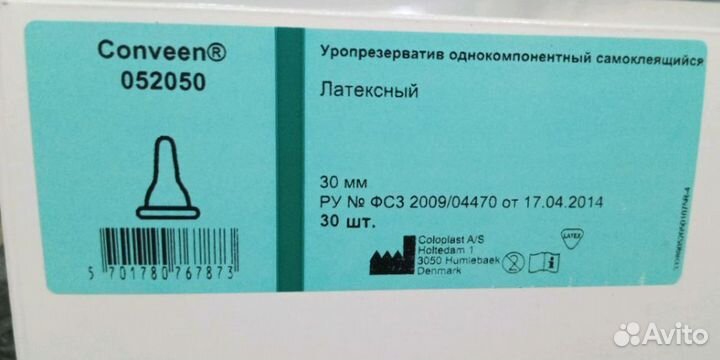 Conveen®
052050
Уропрезерватив однокомпонентный самоклеящийся
Латексный
30 мм
РУ № ФСЗ 2009/04470 от 17.04.2014
30 шт.
Coloplast A/S
Holtedam 1
3050 Humlebaek
Denmark
LATEX
5 701780 767873
Avito